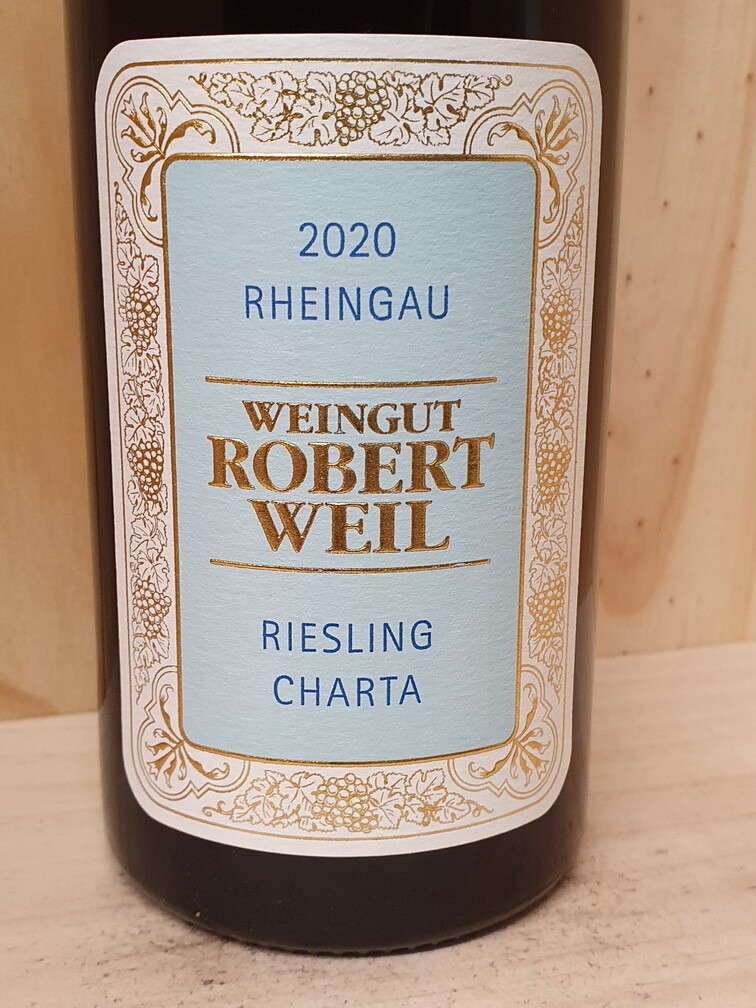 2020
RHEINGAU
WEINGUT
ROBERT
WEIL
RIESLING
CHARTA